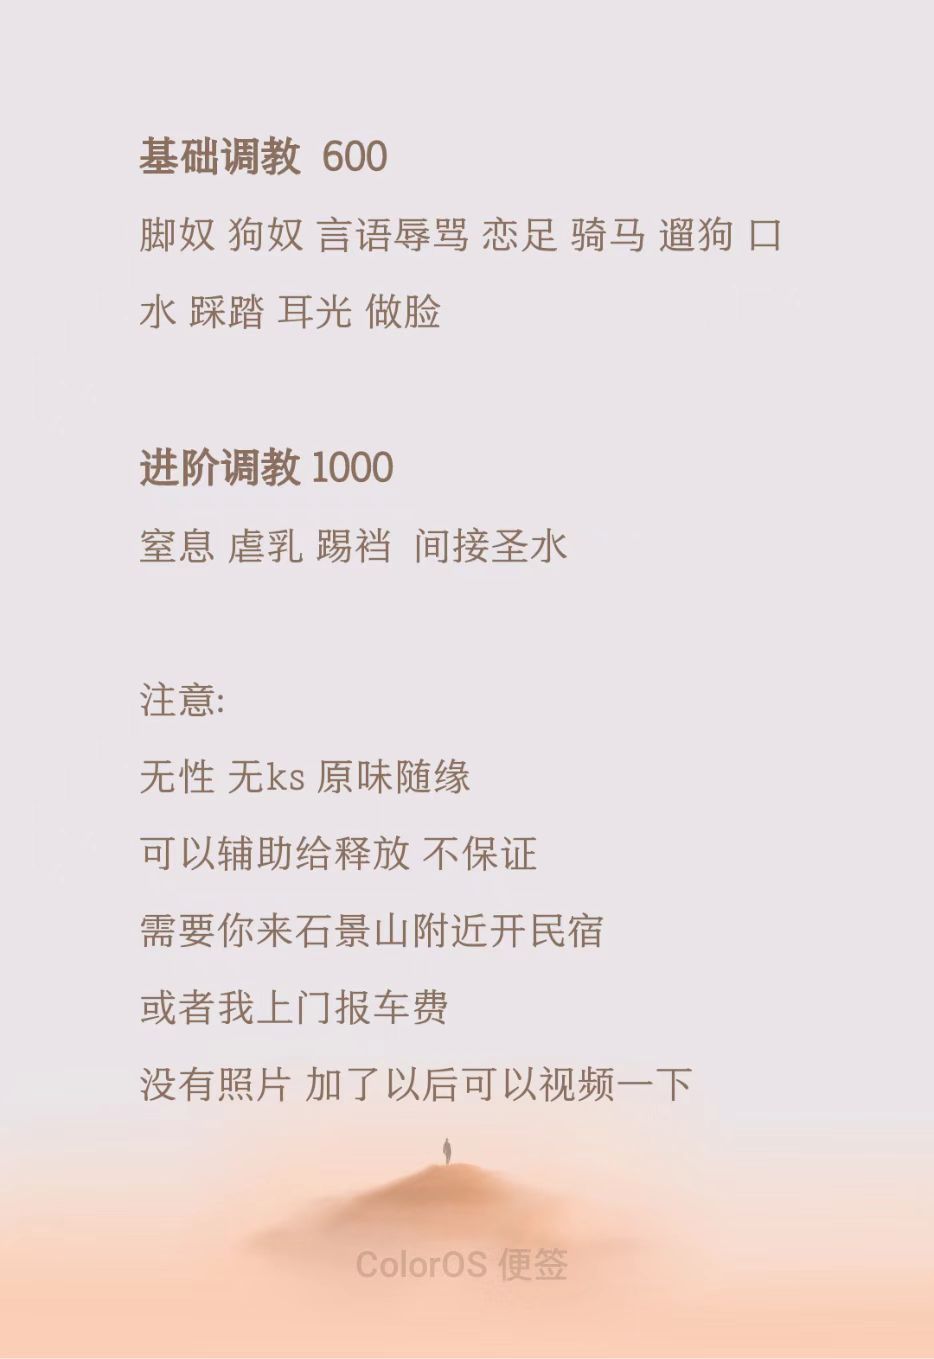 基础调教 600
脚奴 狗奴 言语辱骂 恋足 骑马 遛狗 口
水 踩踏 耳光 做脸
进阶调教 1000
窒息 虐乳 踢裆 间接圣水
注意:
无性 无ks 原味随缘
可以辅助给释放 不保证
需要你来石景山附近开民宿
或者我上门报车费
没有照片 加了以后可以视频一下
ColorOS 便签